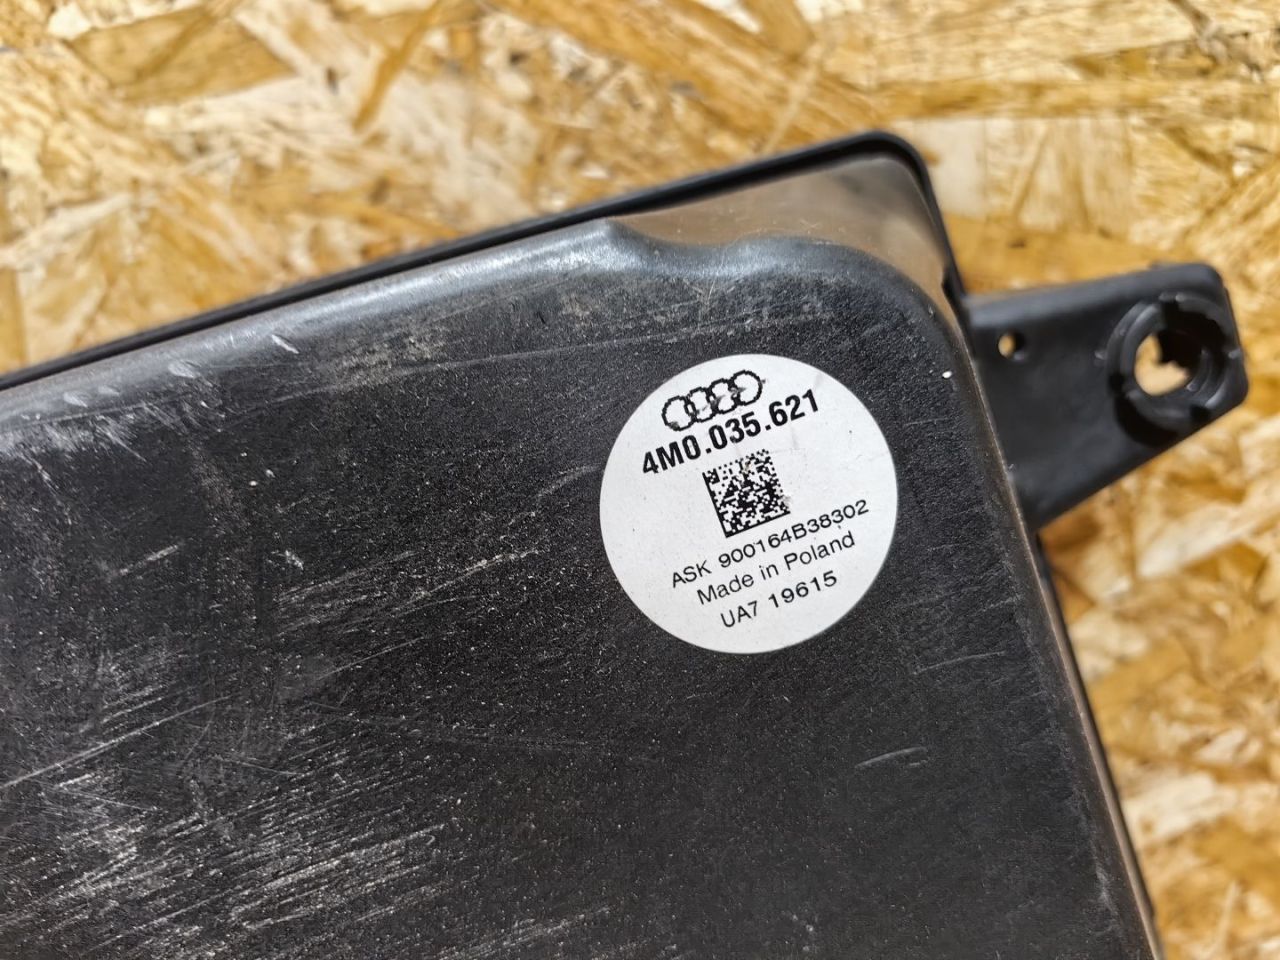 4M0.035.621
ASK 900164B38302
Made in Poland
UA7 19615